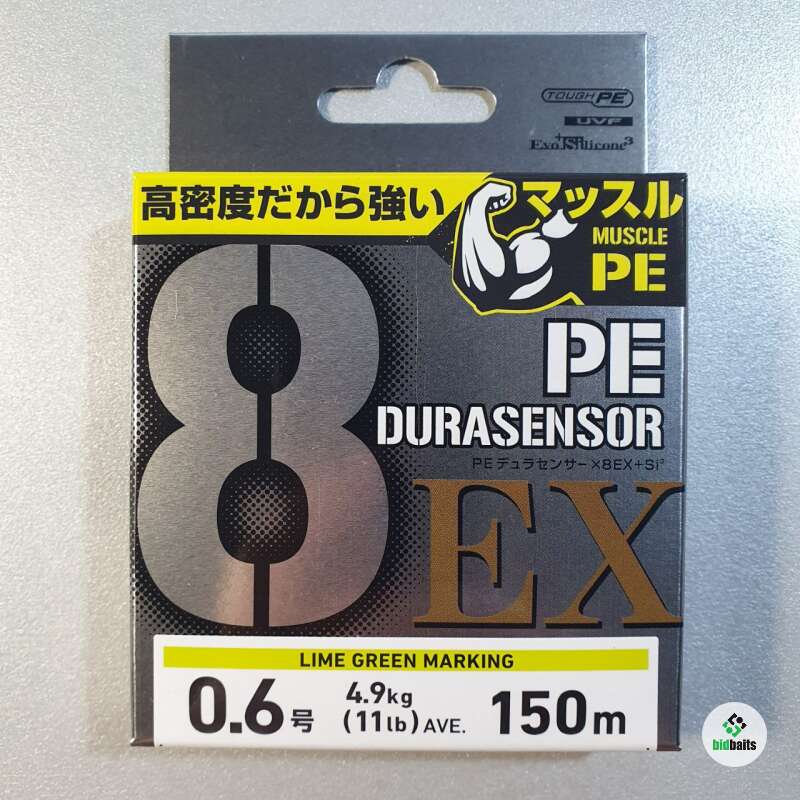 TOUGH PE
UVF
Evo Silicone³
高密度だから強い
マッスル
MUSCLE
PE
8
PE
DURASENSOR
PEデュラセンサー×8EX+Si³
EX
LIME GREEN MARKING
0.6号
4.9kg
(11lb) AVE.
150m
bidbaits